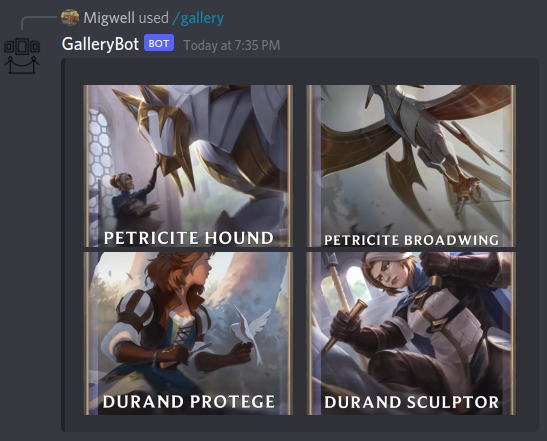 Migwell used /gallery
GalleryBot BOT Today at 7:35 PM
PETRICITE HOUND
PETRICITE BROADWING
DURAND PROTEGE
DURAND SCULPTOR